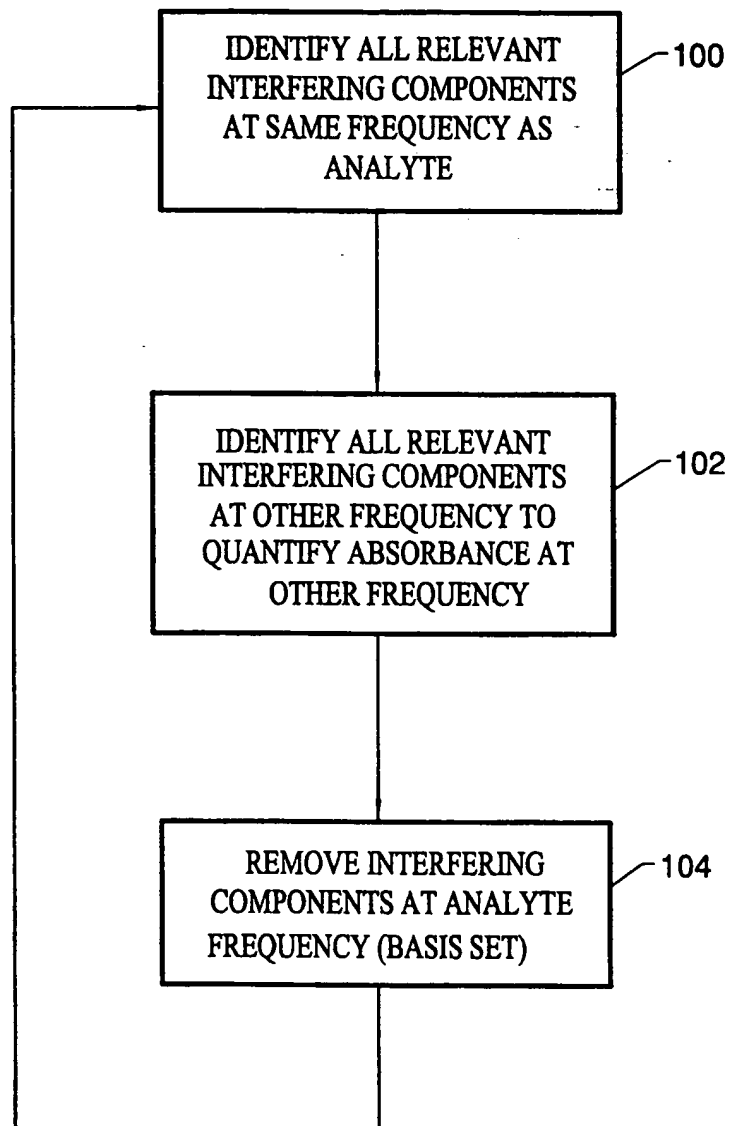 IDENTIFY ALL RELEVANT
INTERFERING COMPONENTS
AT SAME FREQUENCY AS
ANALYTE
100
IDENTIFY ALL RELEVANT
INTERFERING COMPONENTS
AT OTHER FREQUENCY TO
QUANTIFY ABSORBANCE AT
OTHER FREQUENCY
102
REMOVE INTERFERING
COMPONENTS AT ANALYTE
FREQUENCY (BASIS SET)
104